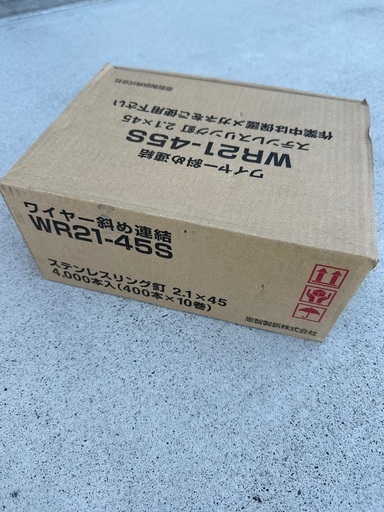 ワイヤー斜め連結
WR21-45S
ステンレスリング釘 2.1×45
作業中は保護メガネをご使用下さい
ワイヤー斜め連結
WR21-45S
ステンレスリング釘 2.1×45
4,000本入(400本×10巻)